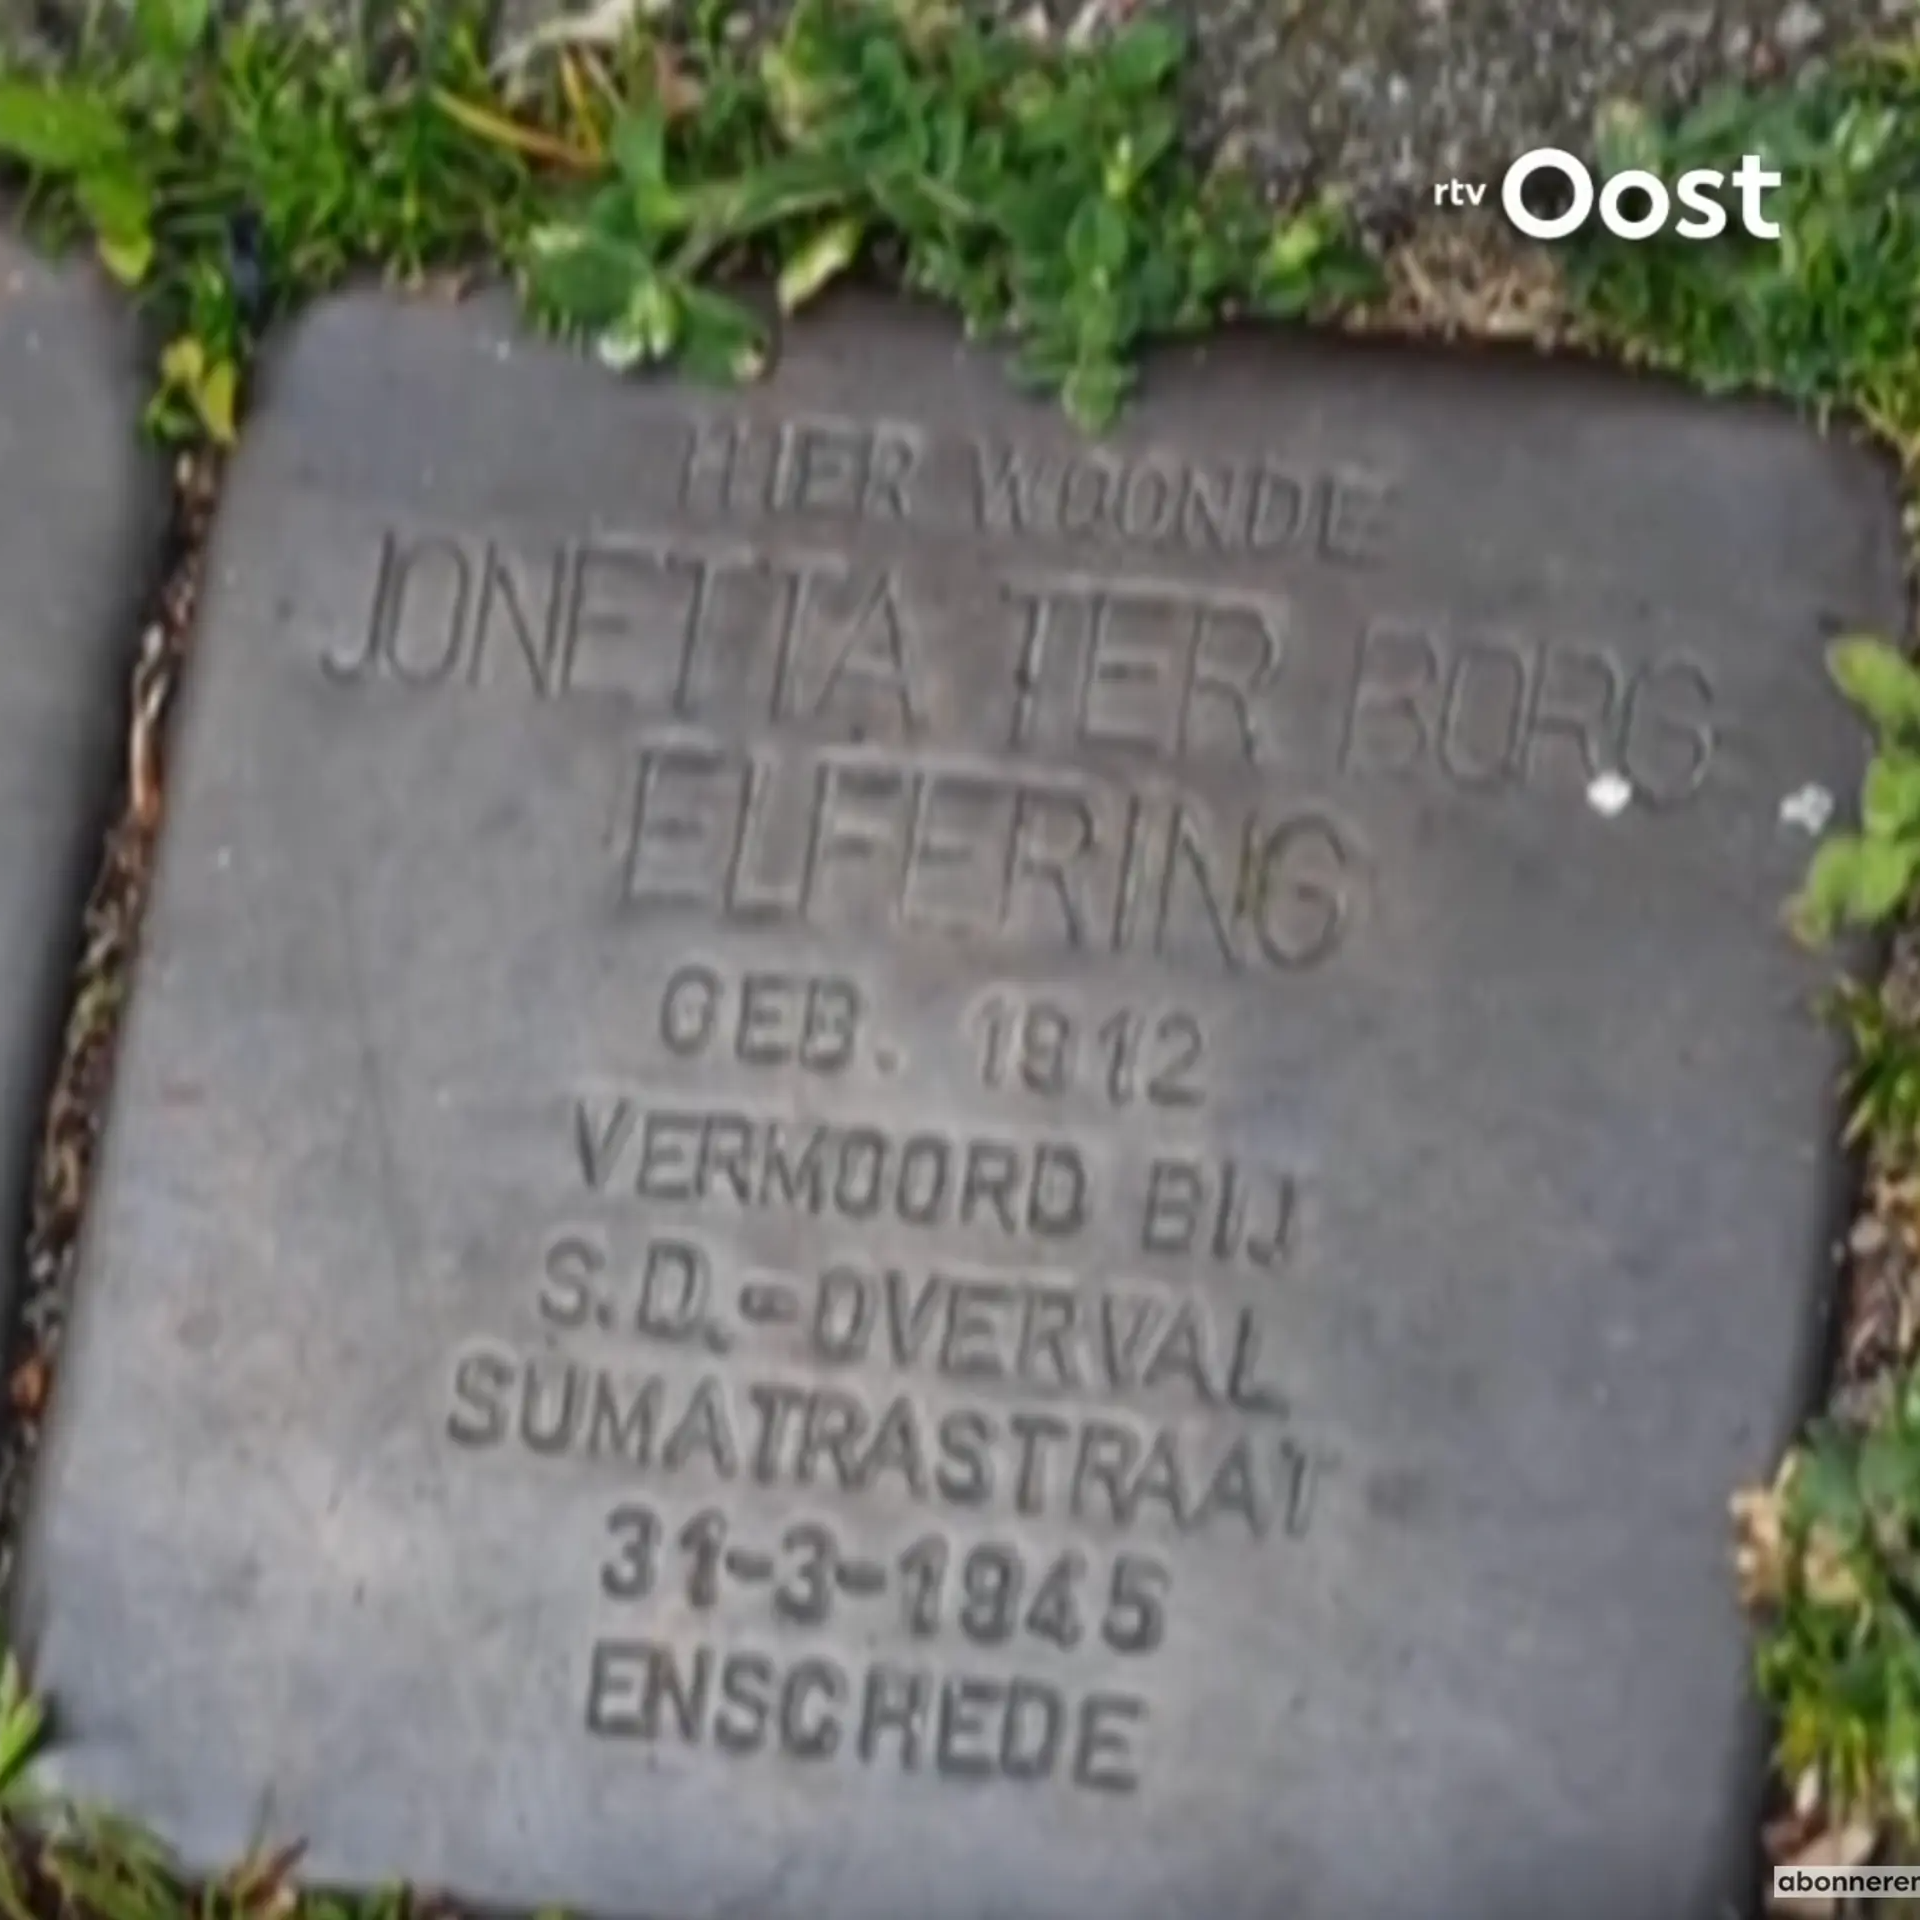 rtv Oost
HIER WOONDE
JONETTA TER BORG
ELFERING
GEB. 1912
VERMOORD BIJ
S.D.-OVERVAL
SUMATRASTRAAT
31-3-1945
ENSCHEDE
abonneren